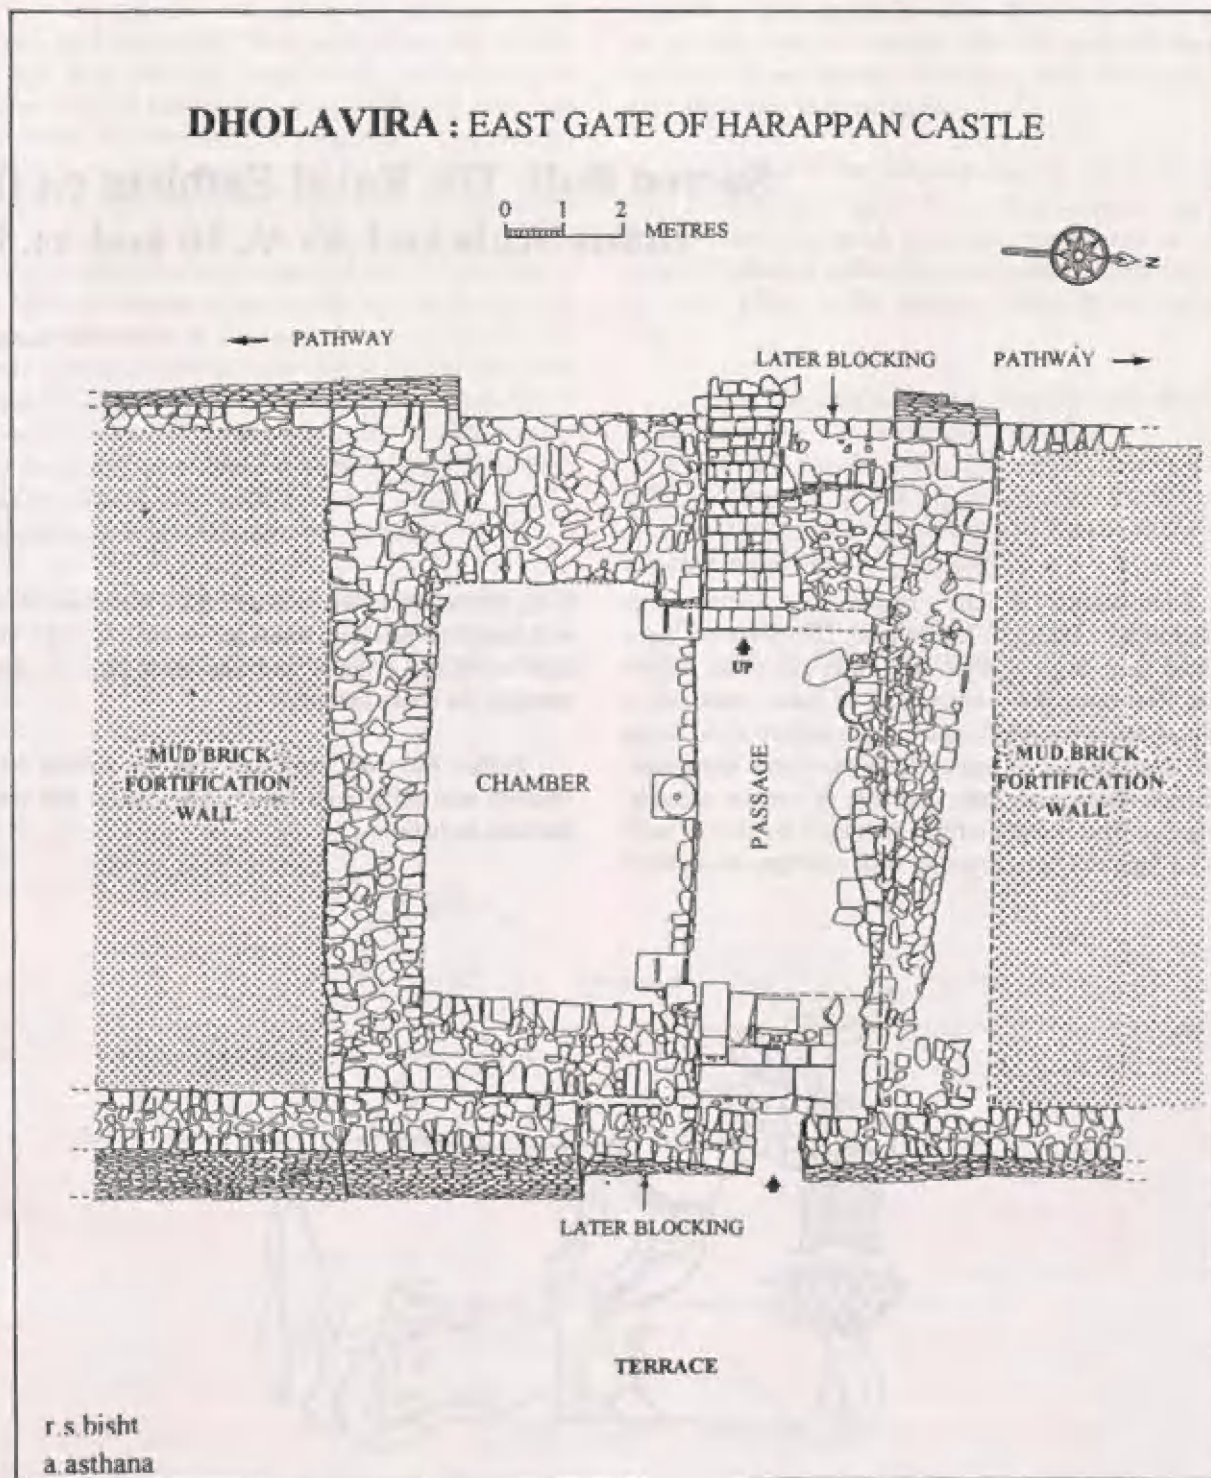 DHOLAVIRA : EAST GATE OF HARAPPAN CASTLE
0 1 2
METRES
N
PATHWAY
LATER BLOCKING
PATHWAY
UP
MUD BRICK
FORTIFICATION
WALL
CHAMBER
PASSAGE
MUD BRICK
FORTIFICATION
WALL
LATER BLOCKING
TERRACE
r.s.bisht
a.asthana